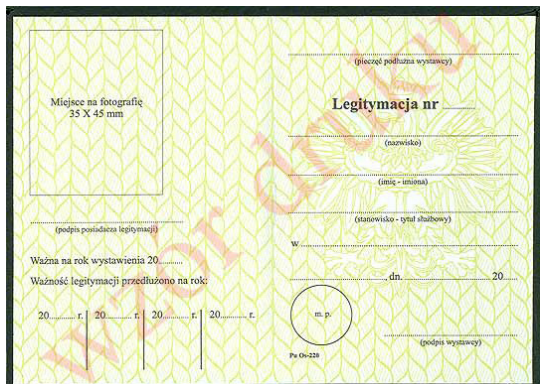 Miejsce na fotografię
35 X 45 mm
(podpis posiadacza legitymacji)
Ważna na rok wystawienia 20..........
Ważność legitymacji przedłużono na rok:
20.......... r. 20.......... r. 20.......... r. 20.......... r.
(pieczęć podłużna wystawcy)
Legitymacja nr
(nazwisko)
(imię - imiona)
(stanowisko - tytuł służbowy)
W
, dn. 20
m. p.
(podpis wystawcy)
Pu Os-228
wzór druku